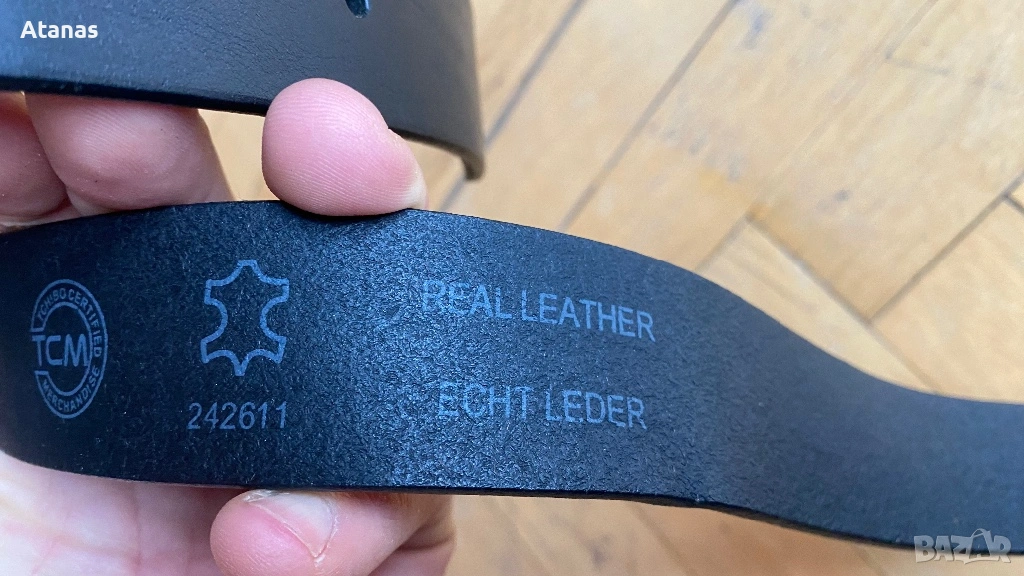 Atanas
TCHIBO CERTIFIED
TCM
MERCHANDISE
242611
REAL LEATHER
ECHT LEDER
BAZAR